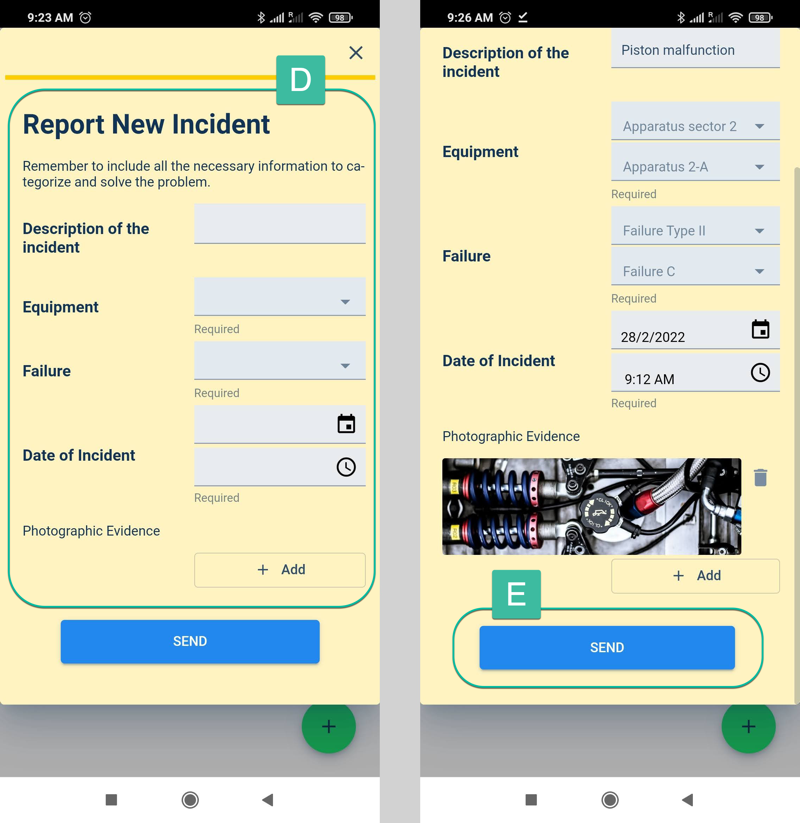 9:23 AM
98
D
Report New Incident
Remember to include all the necessary information to ca-
tegorize and solve the problem.
Description of the
incident
Equipment
Required
Failure
Required
Date of Incident
Required
Photographic Evidence
+ Add
SEND
+
9:26 AM
R
98
Description of the
incident
Piston malfunction
Equipment
Apparatus sector 2
Apparatus 2-A
Required
Failure
Failure Type II
Failure C
Required
Date of Incident
28/2/2022
9:12 AM
Required
Photographic Evidence
+ Add
E
SEND
+